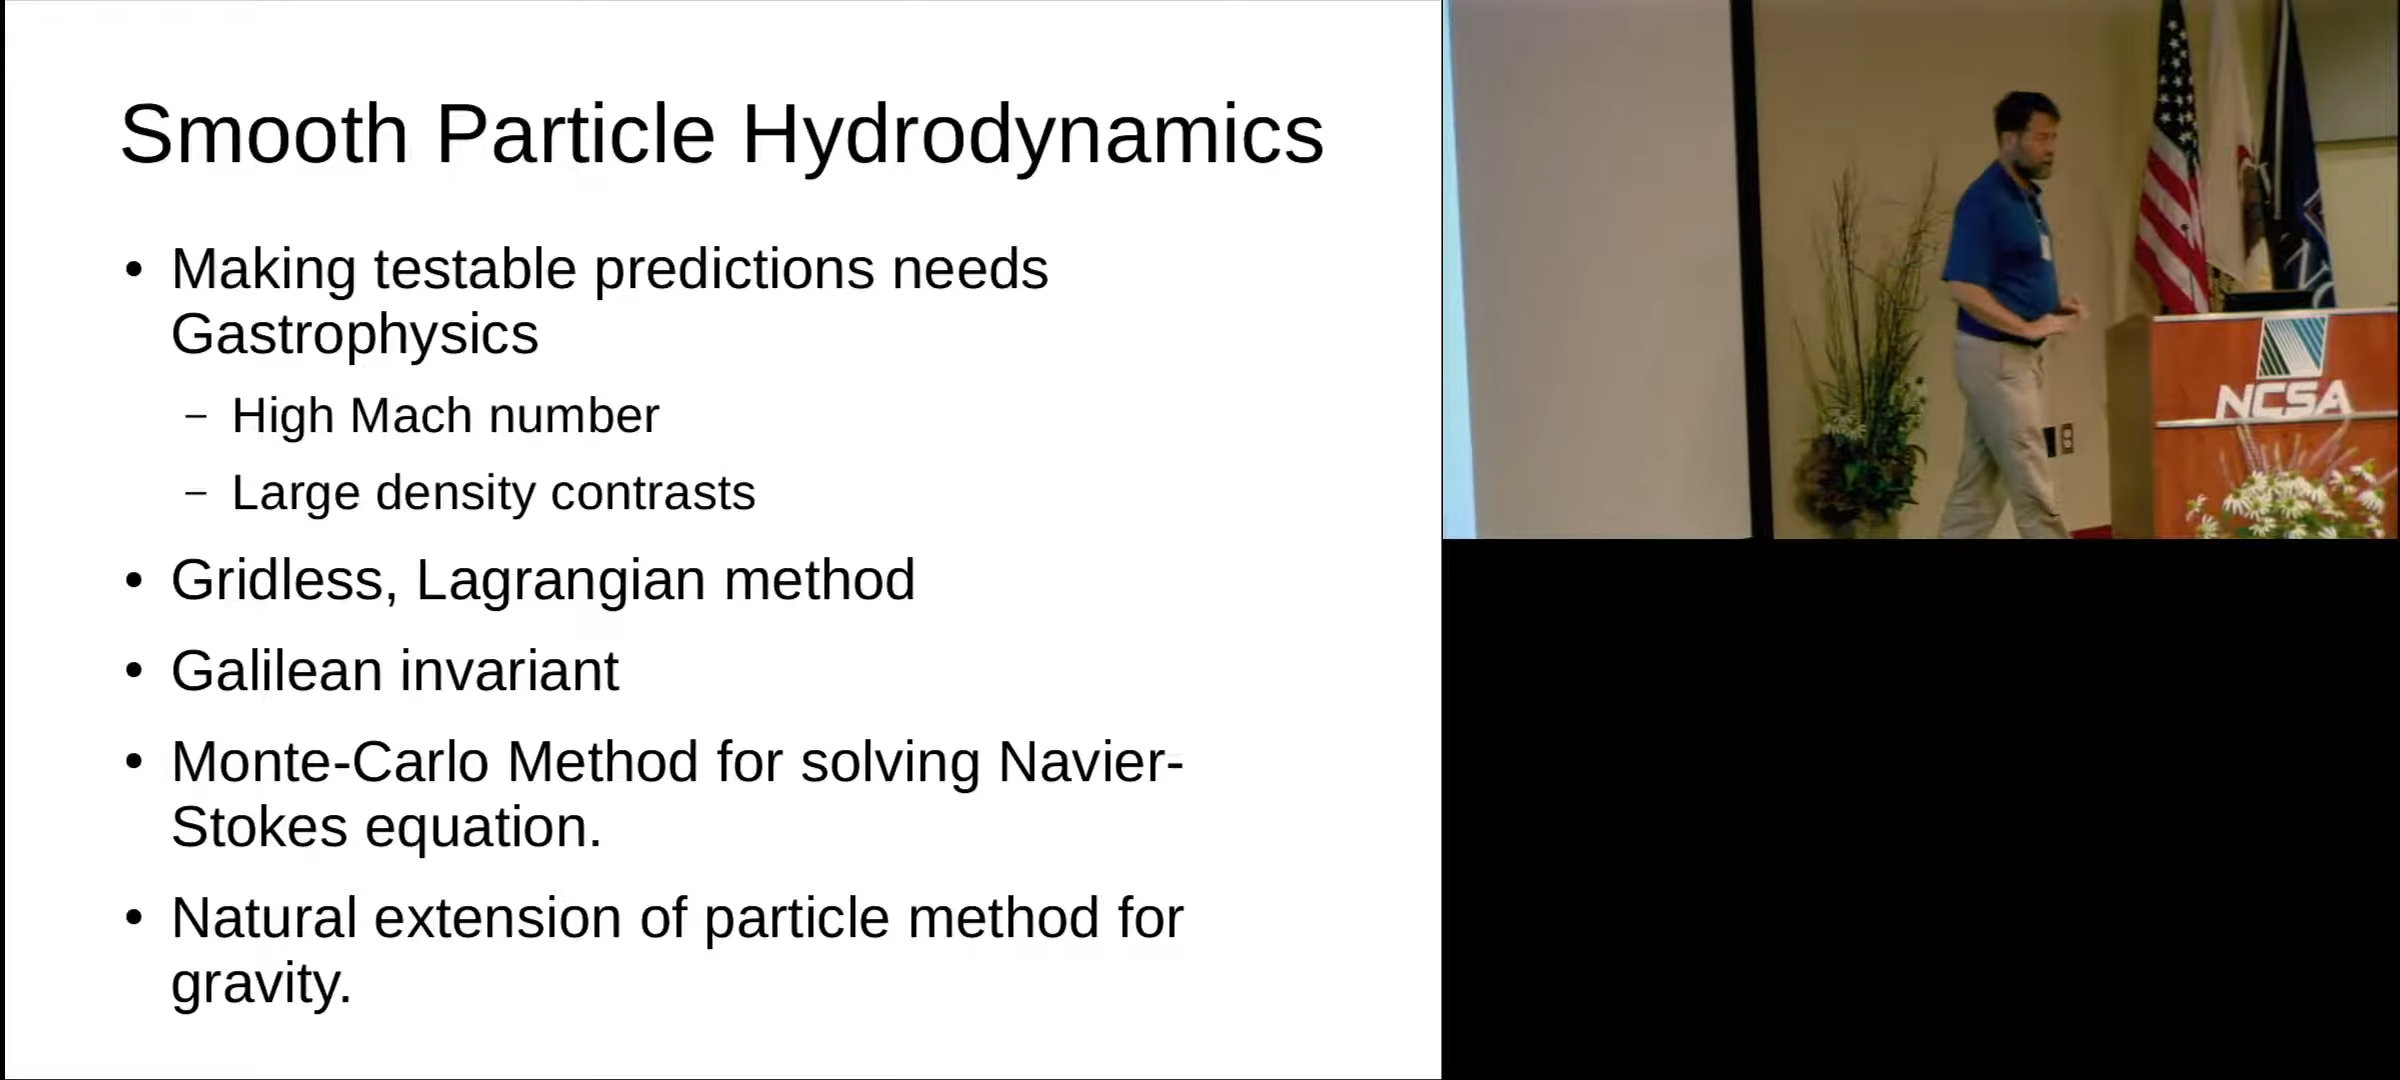 Smooth Particle Hydrodynamics
• Making testable predictions needs
Gastrophysics
– High Mach number
– Large density contrasts
• Gridless, Lagrangian method
• Galilean invariant
• Monte-Carlo Method for solving Navier-
Stokes equation.
• Natural extension of particle method for
gravity.
NCSA